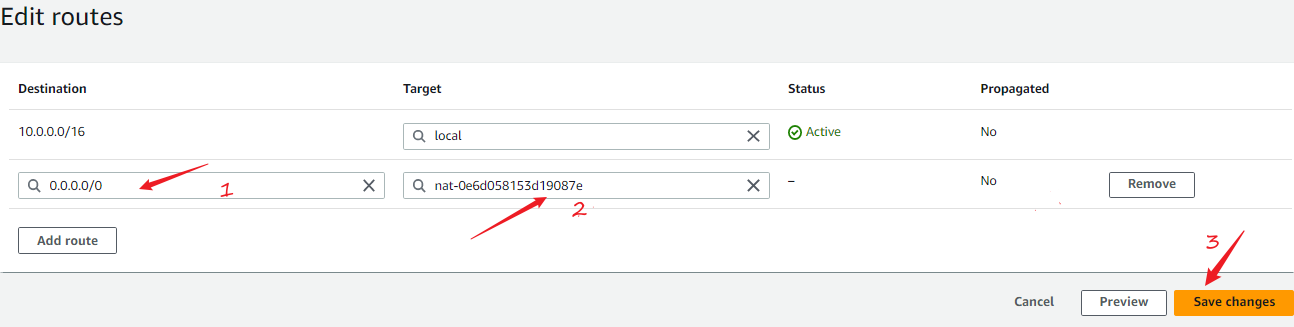 Edit routes
Destination Target Status Propagated
10.0.0.0/16 local Active No
0.0.0.0/0 nat-0e6d058153d19087e – No Remove
1
2
Add route
3
Cancel Preview Save changes